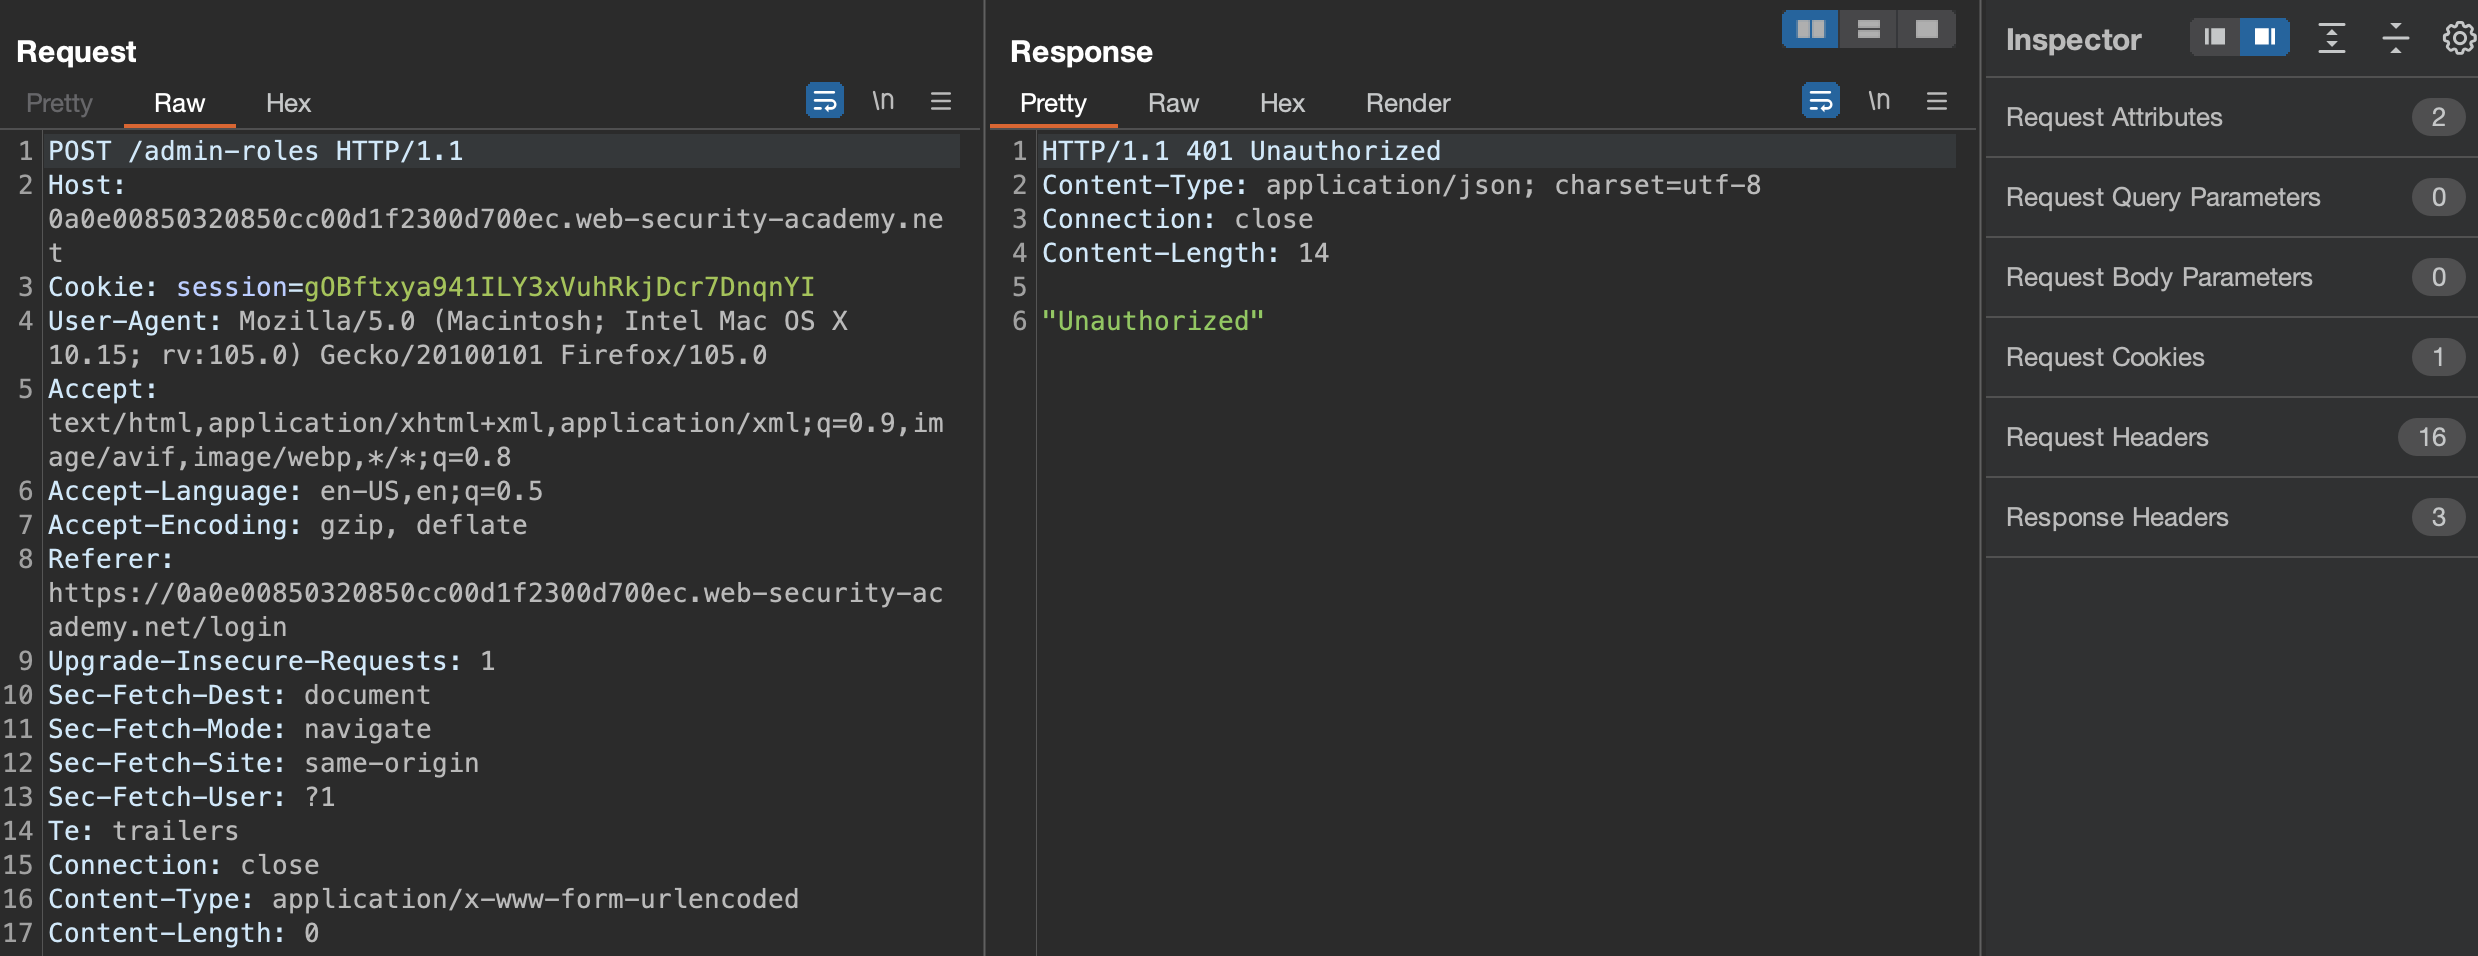 Request
Pretty Raw Hex \n
1 POST /admin-roles HTTP/1.1
2 Host:
0a0e00850320850cc00d1f2300d700ec.web-security-academy.ne
t
3 Cookie: session=gOBftxya941ILY3xVuhRkjDcr7DnqnYI
4 User-Agent: Mozilla/5.0 (Macintosh; Intel Mac OS X
10.15; rv:105.0) Gecko/20100101 Firefox/105.0
5 Accept:
text/html,application/xhtml+xml,application/xml;q=0.9,im
age/avif,image/webp,*/*;q=0.8
6 Accept-Language: en-US,en;q=0.5
7 Accept-Encoding: gzip, deflate
8 Referer:
https://0a0e00850320850cc00d1f2300d700ec.web-security-ac
ademy.net/login
9 Upgrade-Insecure-Requests: 1
10 Sec-Fetch-Dest: document
11 Sec-Fetch-Mode: navigate
12 Sec-Fetch-Site: same-origin
13 Sec-Fetch-User: ?1
14 Te: trailers
15 Connection: close
16 Content-Type: application/x-www-form-urlencoded
17 Content-Length: 0
Response
Pretty Raw Hex Render \n
1 HTTP/1.1 401 Unauthorized
2 Content-Type: application/json; charset=utf-8
3 Connection: close
4 Content-Length: 14
5
6 "Unauthorized"
Inspector
Request Attributes 2
Request Query Parameters 0
Request Body Parameters 0
Request Cookies 1
Request Headers 16
Response Headers 3